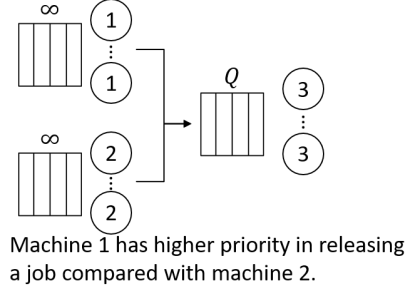 ∞
1
1
Q
3
3
∞
2
2
Machine 1 has higher priority in releasing
a job compared with machine 2.